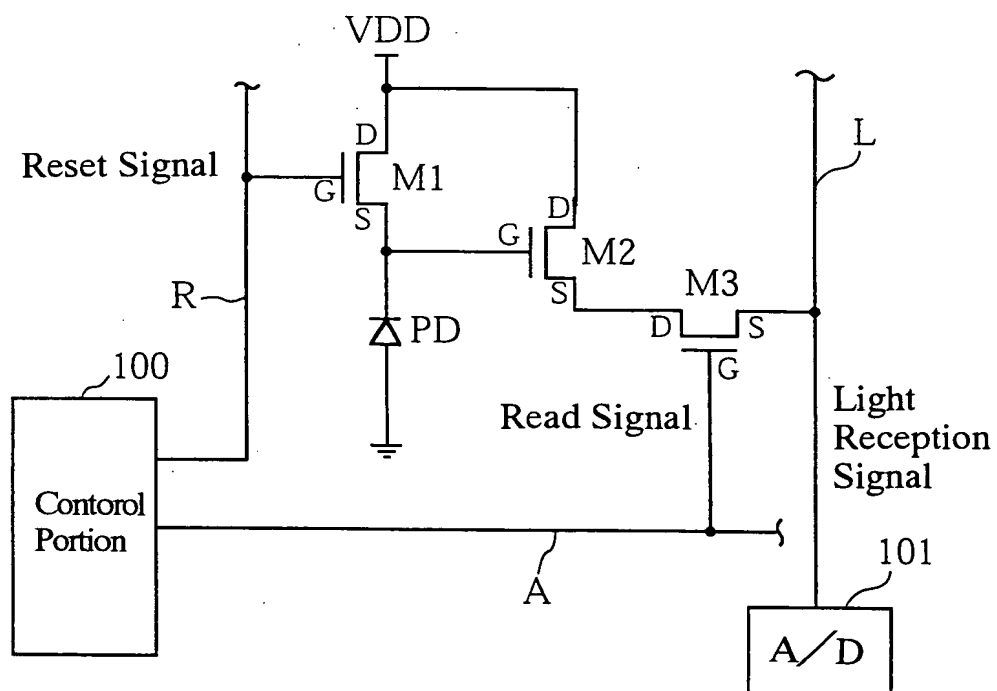 VDD
L
D
Reset Signal
G
M1
S
G
D
M2
S
M3
R
D
S
PD
G
100
Read Signal
Light
Reception
Signal
Contorol
Portion
A
101
A/D